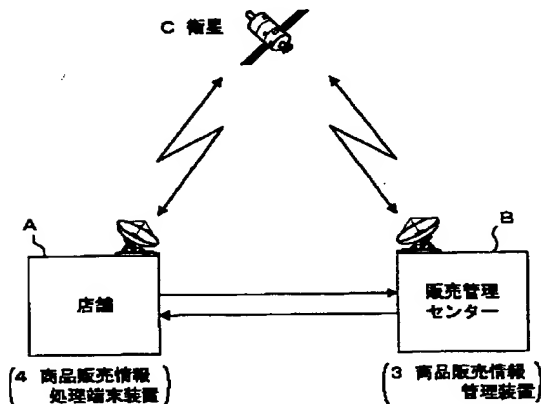 C 衛星
A
B
店舗
販売管理
センター
(4 商品販売情報
処理端末装置)
(3 商品販売情報
管理装置)